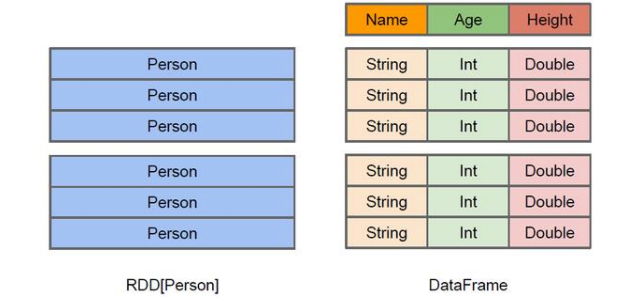 Name Age Height
Person String Int Double
Person String Int Double
Person String Int Double
Person String Int Double
Person String Int Double
Person String Int Double
RDD[Person] DataFrame